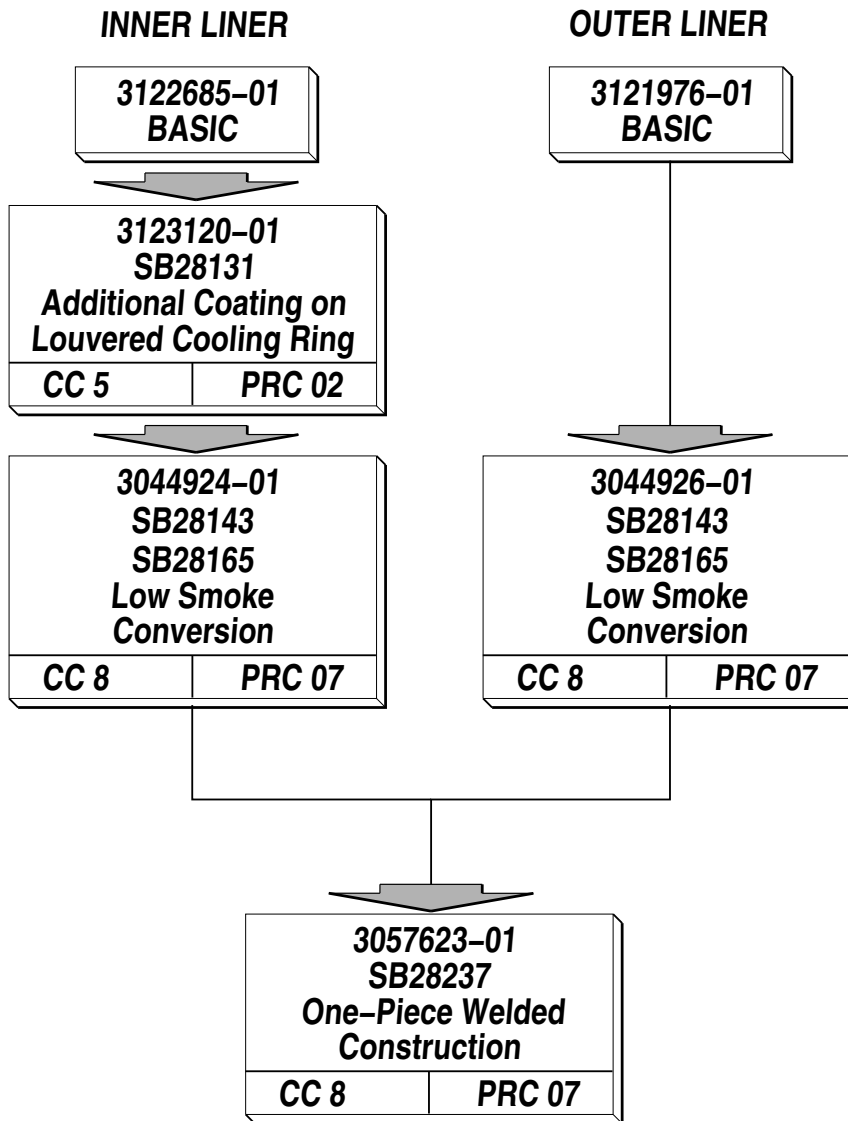 INNER LINER
OUTER LINER
3122685–01
BASIC
3121976–01
BASIC
3123120–01
SB28131
Additional Coating on
Louvered Cooling Ring
CC 5
PRC 02
3044924–01
SB28143
SB28165
Low Smoke
Conversion
CC 8
PRC 07
3044926–01
SB28143
SB28165
Low Smoke
Conversion
CC 8
PRC 07
3057623–01
SB28237
One–Piece Welded
Construction
CC 8
PRC 07